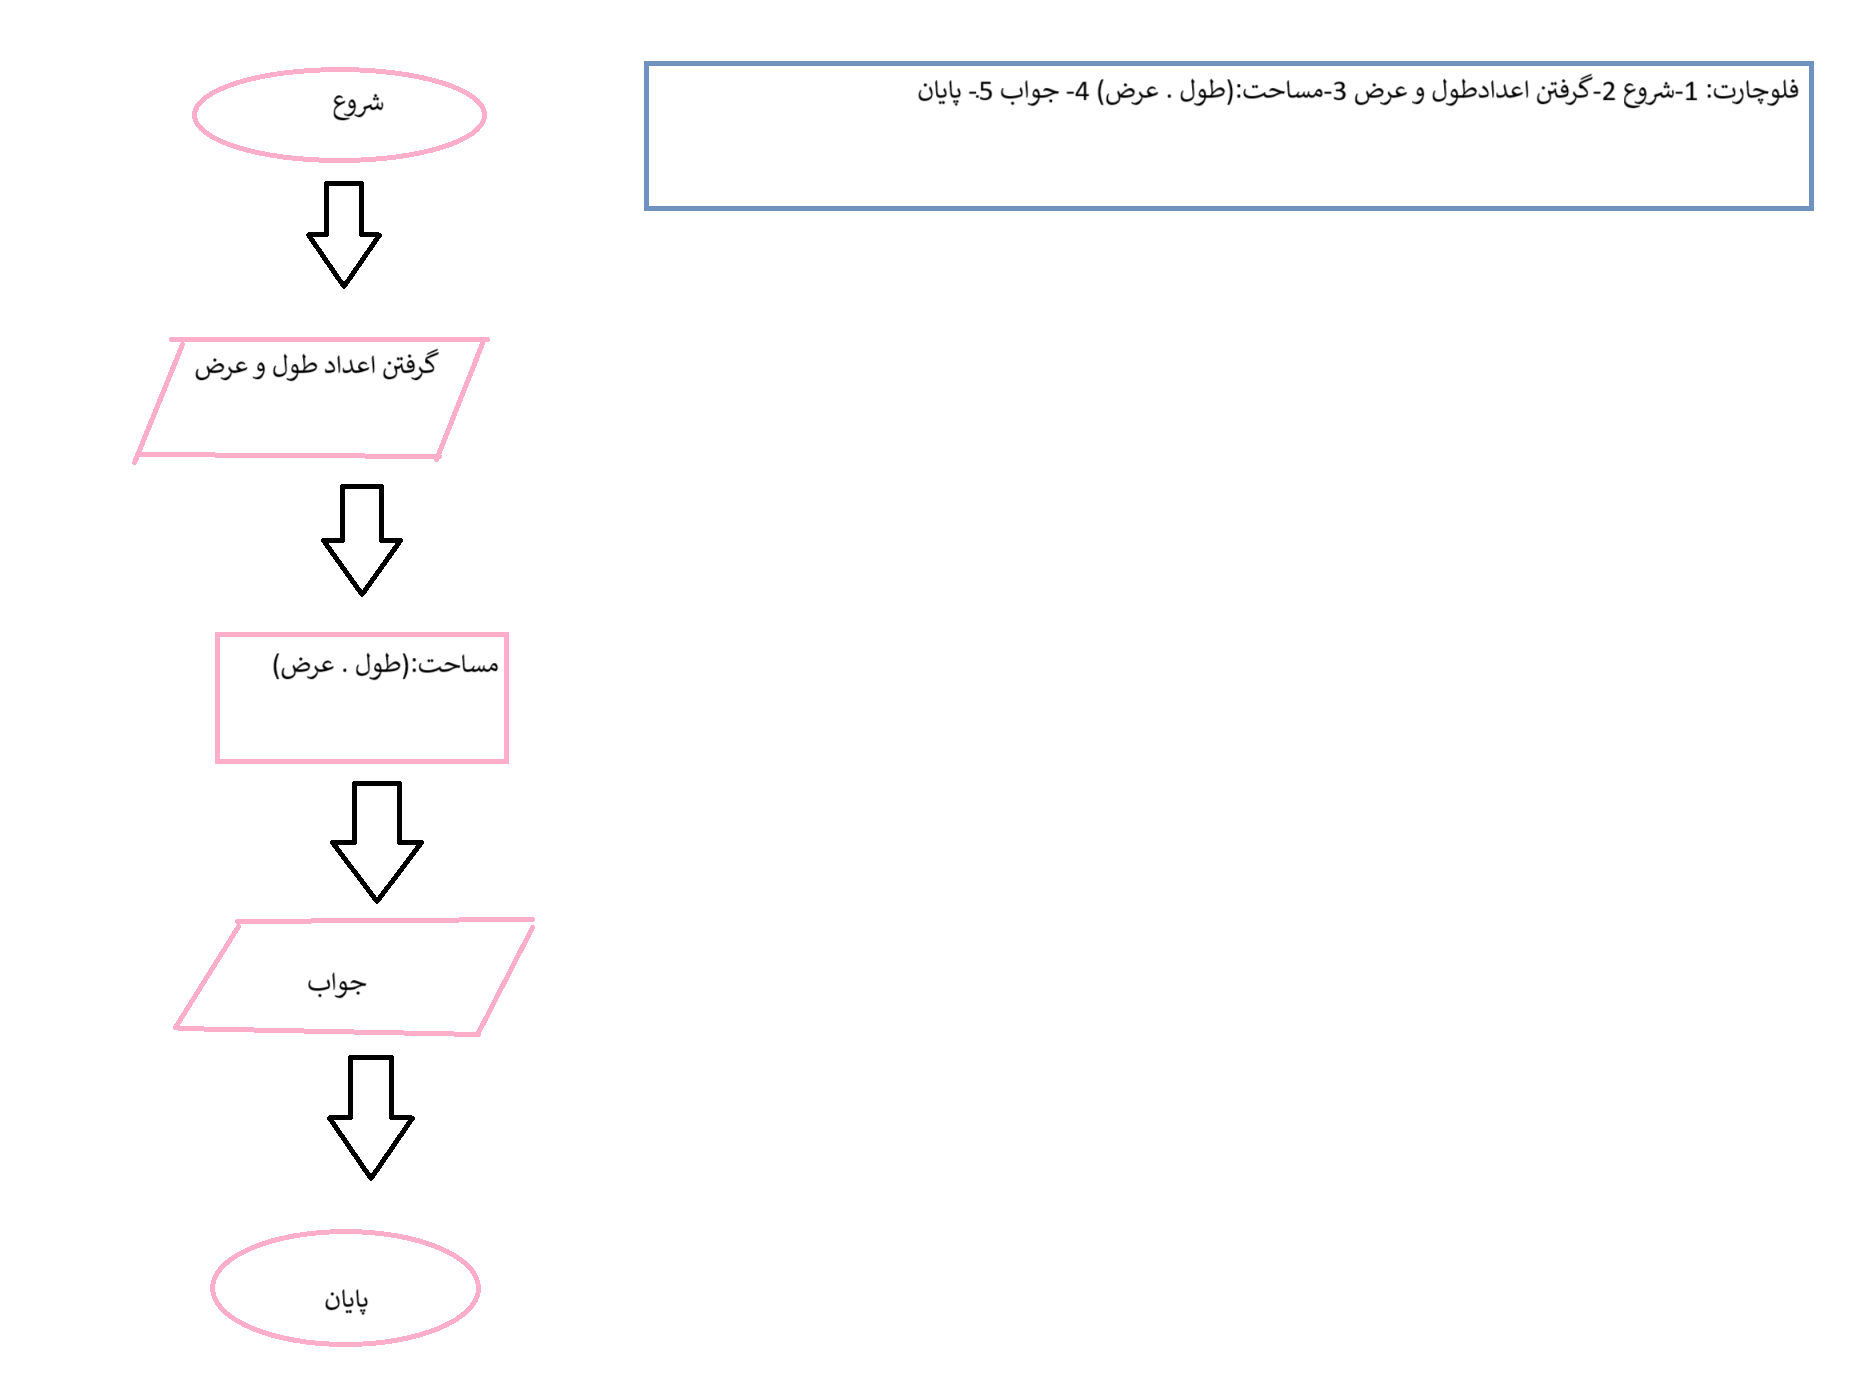 فلوچارت: 1-شروع 2-گرفتن اعدادطول و عرض 3-مساحت:(طول . عرض) 4- جواب 5.- پایان
شروع
گرفتن اعداد طول و عرض
مساحت:(طول . عرض)
جواب
پایان